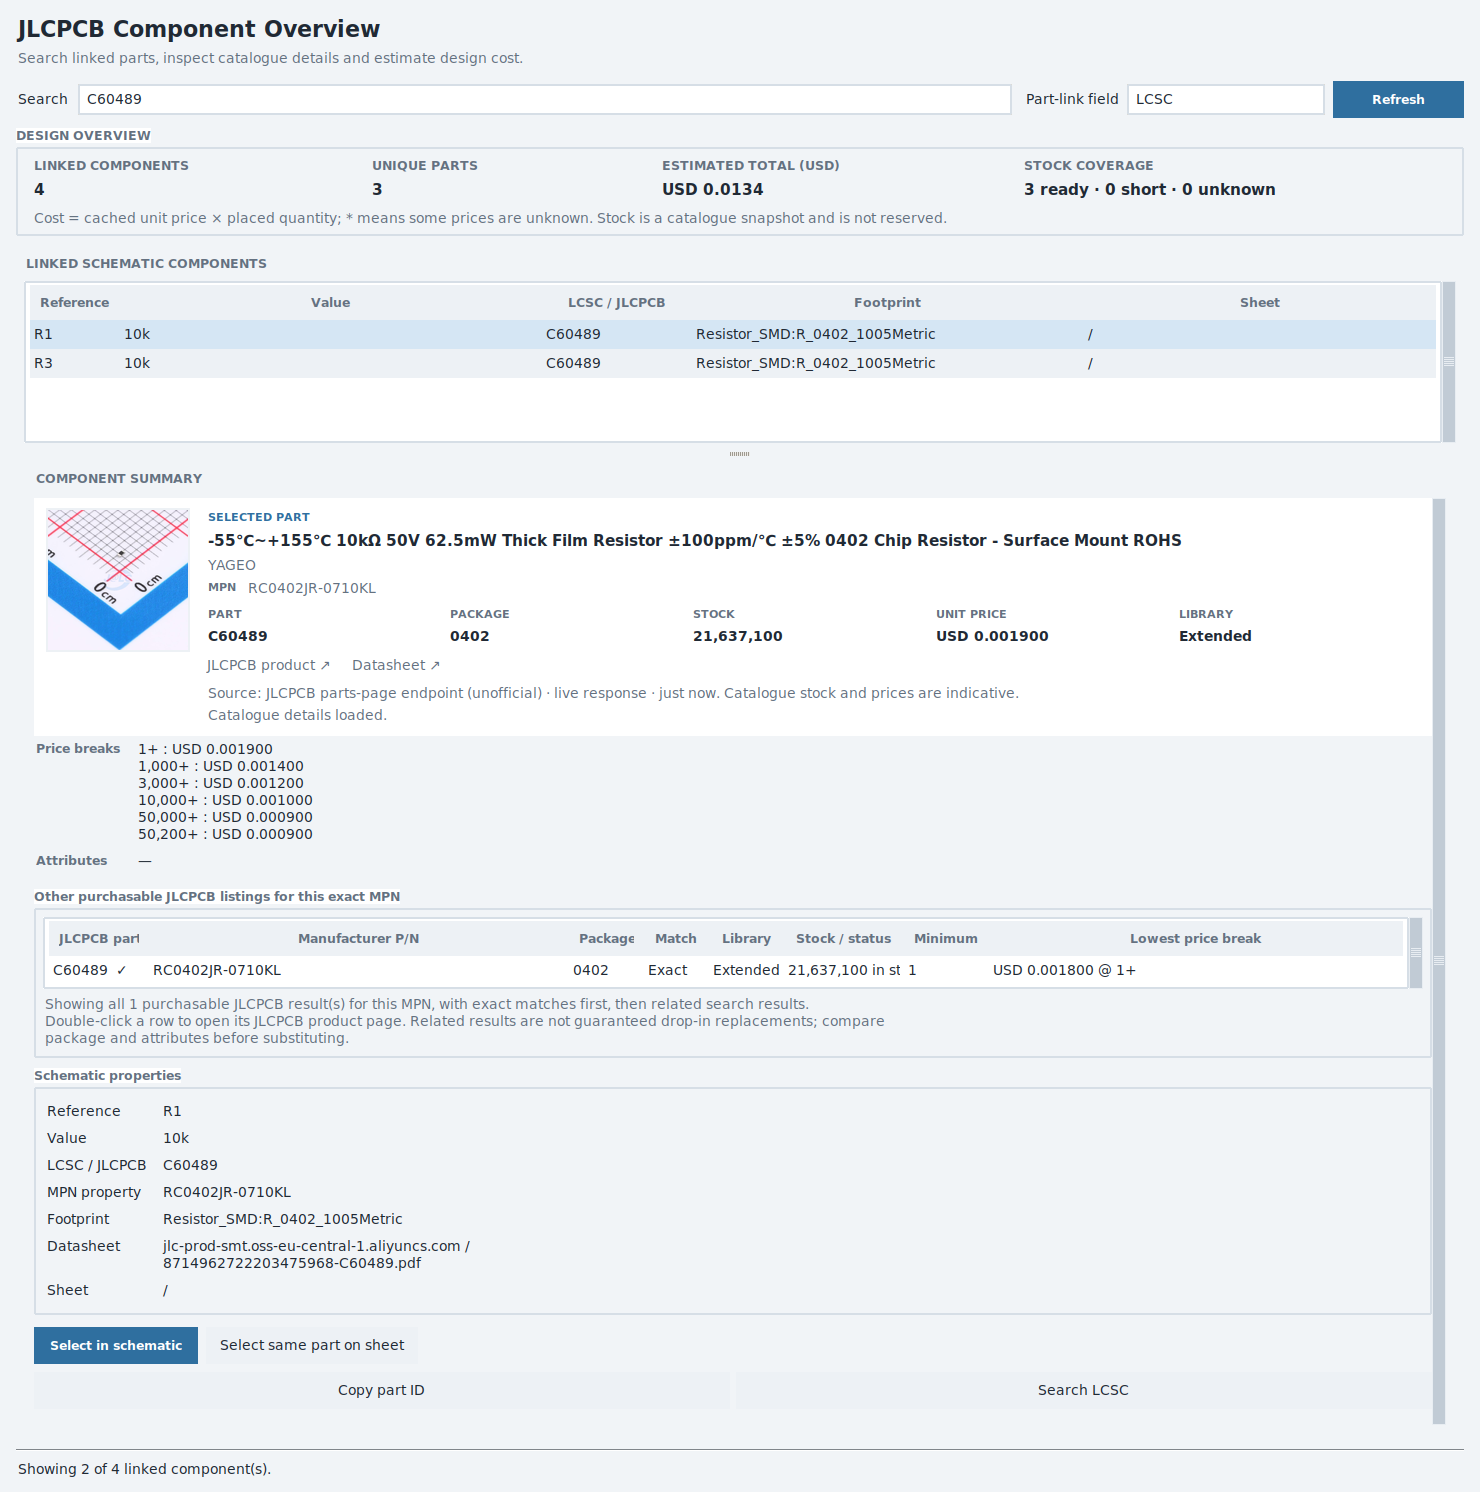 JLCPCB Component Overview
Search linked parts, inspect catalogue details and estimate design cost.
Search C60489 Part-link field LCSC Refresh
DESIGN OVERVIEW
LINKED COMPONENTS UNIQUE PARTS ESTIMATED TOTAL (USD) STOCK COVERAGE
4 3 USD 0.0134 3 ready · 0 short · 0 unknown
Cost = cached unit price × placed quantity; * means some prices are unknown. Stock is a catalogue snapshot and is not reserved.
LINKED SCHEMATIC COMPONENTS
Reference Value LCSC / JLCPCB Footprint Sheet
R1 10k C60489 Resistor_SMD:R_0402_1005Metric /
R3 10k C60489 Resistor_SMD:R_0402_1005Metric /
COMPONENT SUMMARY
SELECTED PART
-55℃~+155℃ 10kΩ 50V 62.5mW Thick Film Resistor ±100ppm/℃ ±5% 0402 Chip Resistor - Surface Mount ROHS
YAGEO
MPN RC0402JR-0710KL
0cm 0cm
PART PACKAGE STOCK UNIT PRICE LIBRARY
C60489 0402 21,637,100 USD 0.001900 Extended
JLCPCB product ↗ Datasheet ↗
Source: JLCPCB parts-page endpoint (unofficial) · live response · just now. Catalogue stock and prices are indicative.
Catalogue details loaded.
Price breaks 1+ : USD 0.001900
1,000+ : USD 0.001400
3,000+ : USD 0.001200
10,000+ : USD 0.001000
50,000+ : USD 0.000900
50,200+ : USD 0.000900
Attributes —
Other purchasable JLCPCB listings for this exact MPN
JLCPCB part Manufacturer P/N Package Match Library Stock / status Minimum Lowest price break
C60489 ✓ RC0402JR-0710KL 0402 Exact Extended 21,637,100 in st 1 USD 0.001800 @ 1+
Showing all 1 purchasable JLCPCB result(s) for this MPN, with exact matches first, then related search results.
Double-click a row to open its JLCPCB product page. Related results are not guaranteed drop-in replacements; compare
package and attributes before substituting.
Schematic properties
Reference R1
Value 10k
LCSC / JLCPCB C60489
MPN property RC0402JR-0710KL
Footprint Resistor_SMD:R_0402_1005Metric
Datasheet jlc-prod-smt.oss-eu-central-1.aliyuncs.com /
8714962722203475968-C60489.pdf
Sheet /
Select in schematic Select same part on sheet
Copy part ID Search LCSC
Showing 2 of 4 linked component(s).